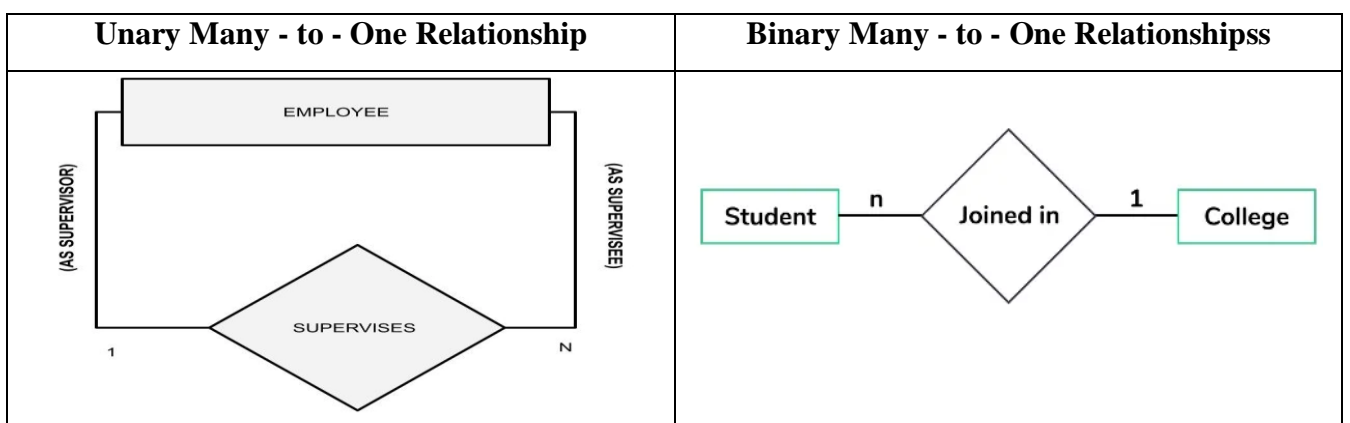 Unary Many - to - One Relationship
Binary Many - to - One Relationshipss
EMPLOYEE
(AS SUPERVISOR)
(AS SUPERVISEE)
SUPERVISES
1
N
Student
n
Joined in
1
College